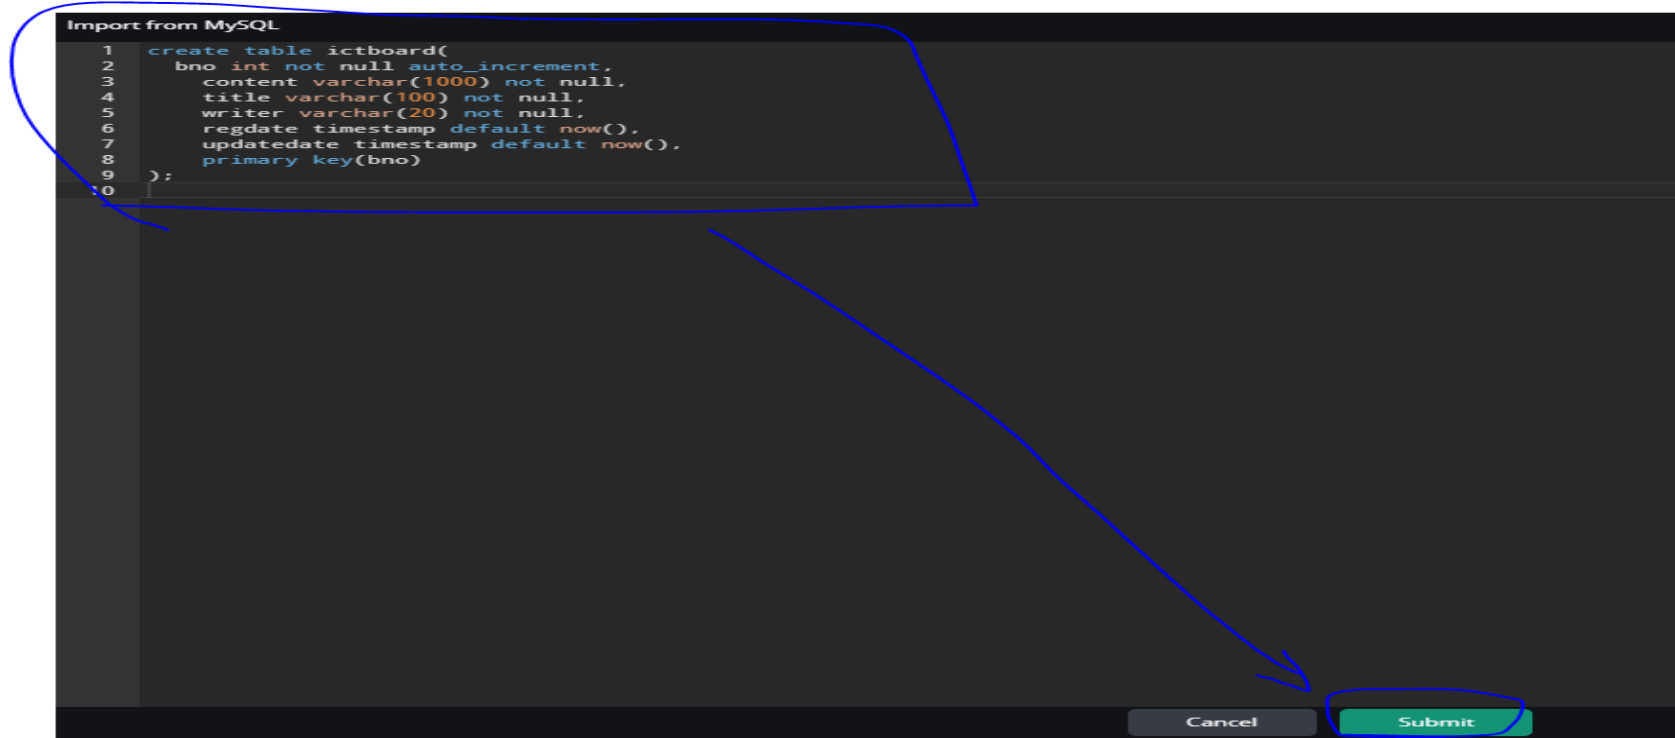 Import from MySQL
1 create table ictboard(
2 bno int not null auto_increment,
3 content varchar(1000) not null,
4 title varchar(100) not null,
5 writer varchar(20) not null,
6 regdate timestamp default now(),
7 updatedate timestamp default now(),
8 primary key(bno)
9 );
10
Cancel Submit